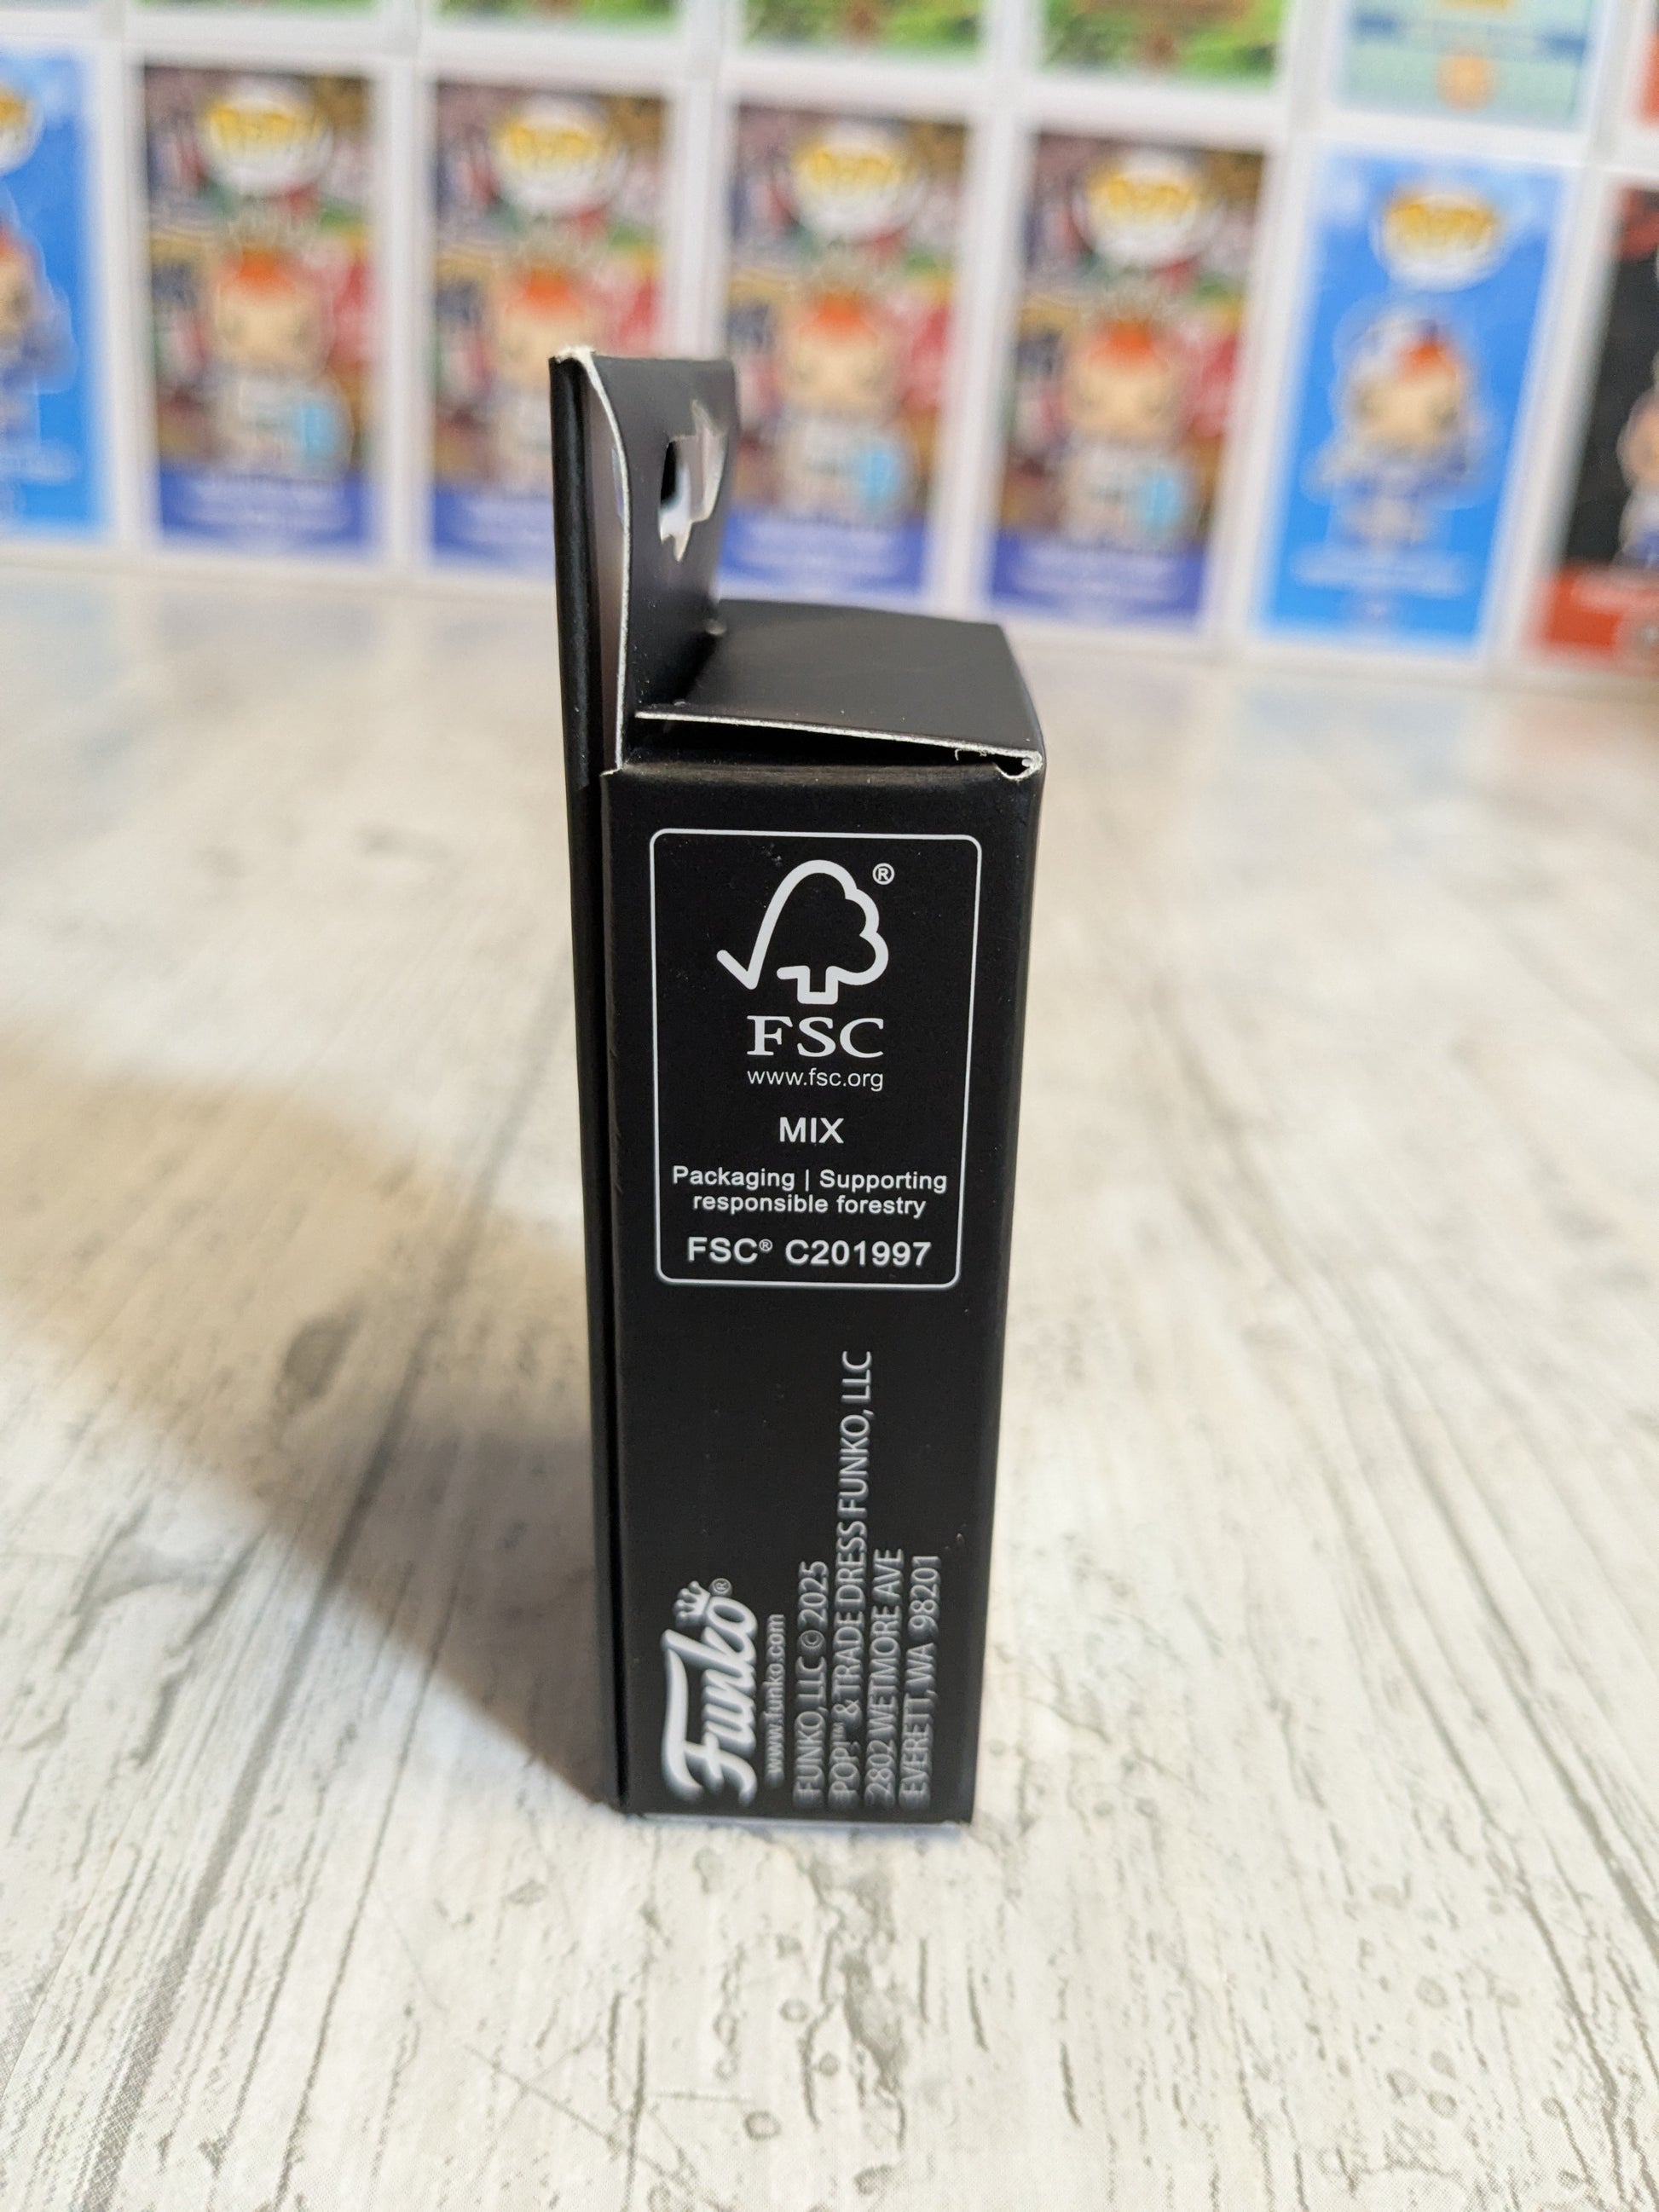 ®
FSC
www.fsc.org
MIX
Packaging | Supporting
responsible forestry
FSC® C201997
Funko®
www.funko.com
FUNKO, LLC © 2025
POP!™ & TRADE DRESS FUNKO, LLC
2802 WETMORE AVE
EVERETT, WA 98201